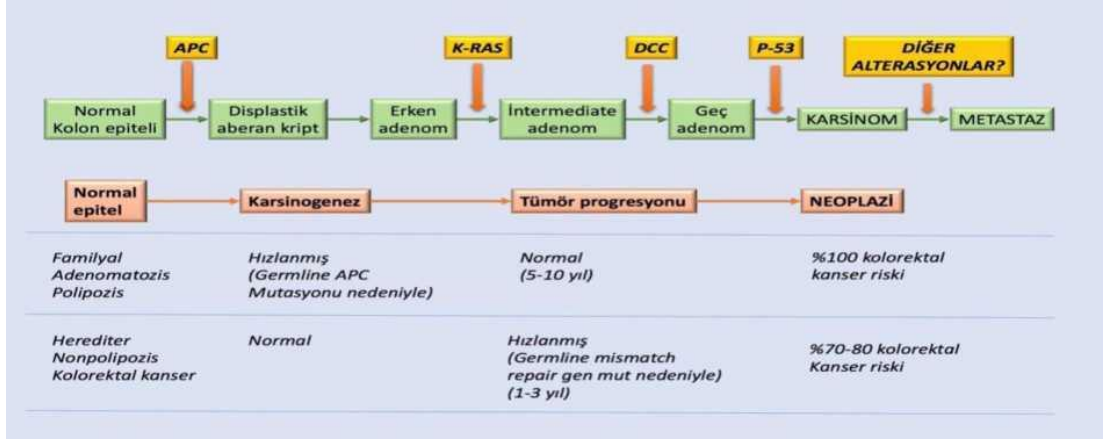 APC
K-RAS
DCC
P-53
DİĞER
ALTERASYONLAR?
Normal
Kolon epiteli
Displastik
aberan kript
Erken
adenom
İntermediate
adenom
Geç
adenom
KARSİNOM
METASTAZ
Normal
epitel
Karsinogenez
Tümör progresyonu
NEOPLAZİ
Familyal
Adenomatozis
Polipozis
Hızlanmış
(Germline APC
Mutasyonu nedeniyle)
Normal
(5-10 yıl)
%100 kolorektal
kanser riski
Herediter
Nonpolipozis
Kolorektal kanser
Normal
Hızlanmış
(Germline mismatch
repair gen mut nedeniyle)
(1-3 yıl)
%70-80 kolorektal
Kanser riski